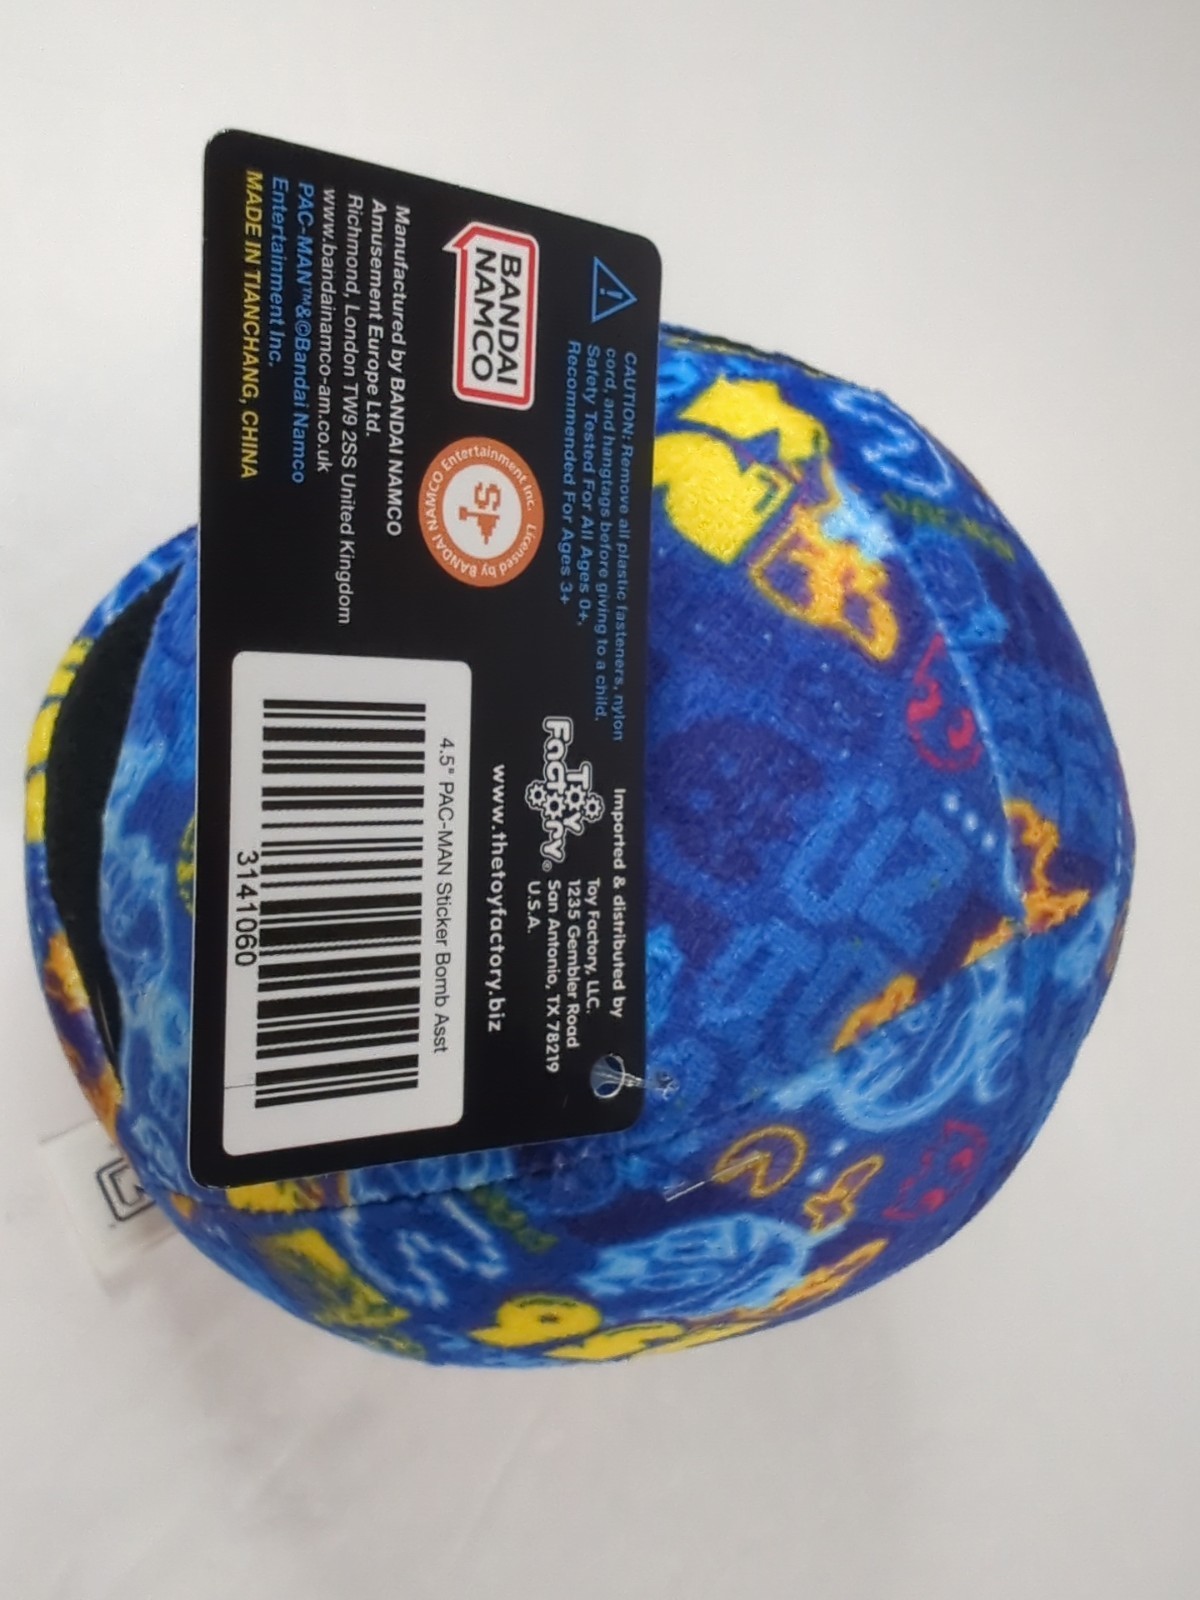 CAUTION: Remove all plastic fasteners, nylon
cord, and hangtags before giving to a child.
Safety Tested For All Ages 0+,
Recommended For Ages 3+
BANDAI
NAMCO
Entertainment Inc.
Licensed by BANDAI NAMCO
Manufactured by BANDAI NAMCO
Amusement Europe Ltd.
Richmond, London TW9 2SS United Kingdom
www.bandainamco-am.co.uk
PAC-MAN™&©Bandai Namco
Entertainment Inc.
MADE IN TIANCHANG, CHINA
Imported & distributed by
Toy
Factory®
Toy Factory, LLC.
1235 Gembler Road
San Antonio, TX 78219
U.S.A.
www.thetoyfactory.biz
4.5" PAC-MAN Sticker Bomb Asst
3141060